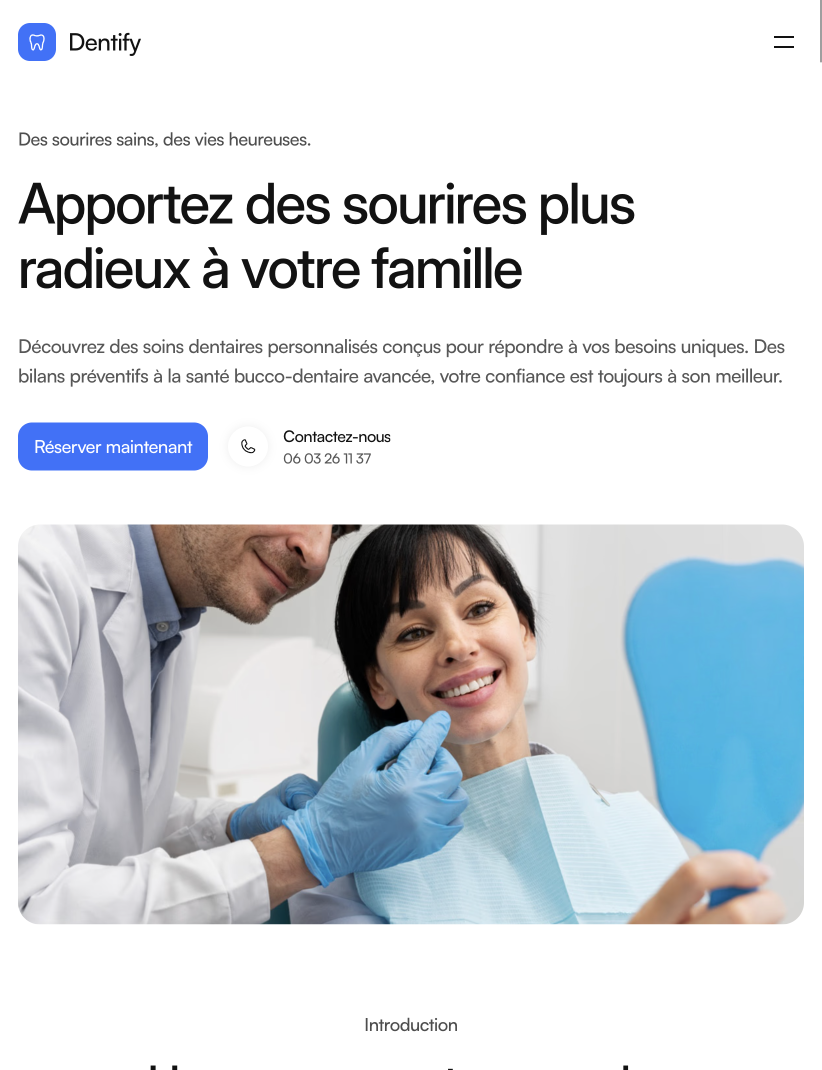 Dentify
Des sourires sains, des vies heureuses.
Apportez des sourires plus
radieux à votre famille
Découvrez des soins dentaires personnalisés conçus pour répondre à vos besoins uniques. Des
bilans préventifs à la santé bucco-dentaire avancée, votre confiance est toujours à son meilleur.
Réserver maintenant
Contactez-nous
06 03 26 11 37
Introduction